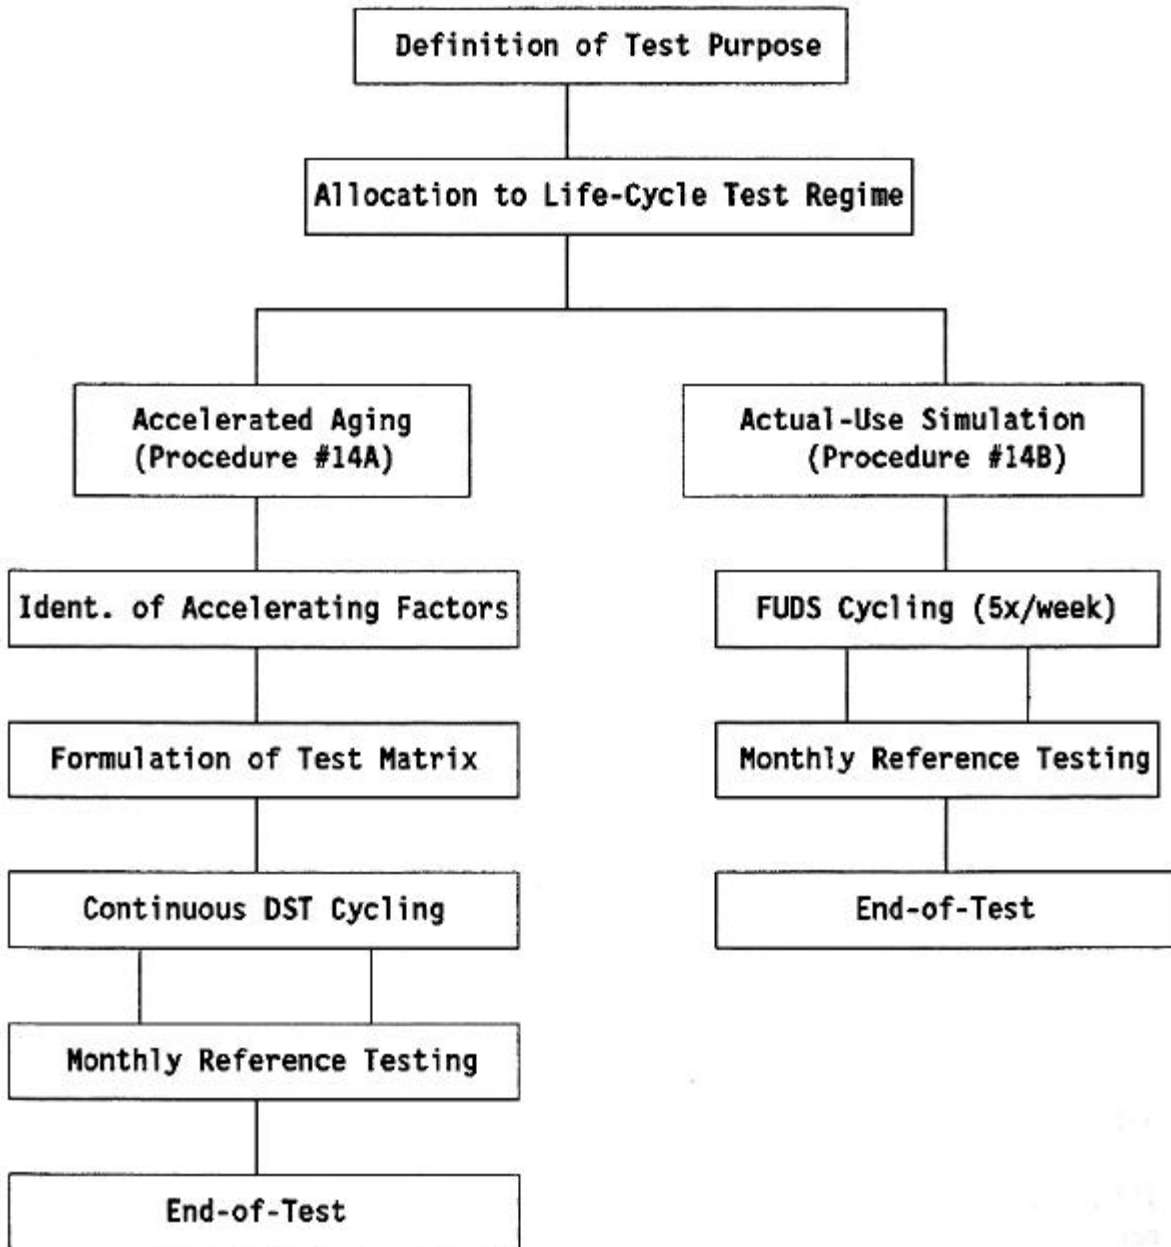 Definition of Test Purpose
Allocation to Life-Cycle Test Regime
Accelerated Aging
(Procedure #14A)
Ident. of Accelerating Factors
Formulation of Test Matrix
Continuous DST Cycling
Monthly Reference Testing
End-of-Test
Actual-Use Simulation
(Procedure #14B)
FUDS Cycling (5x/week)
Monthly Reference Testing
End-of-Test